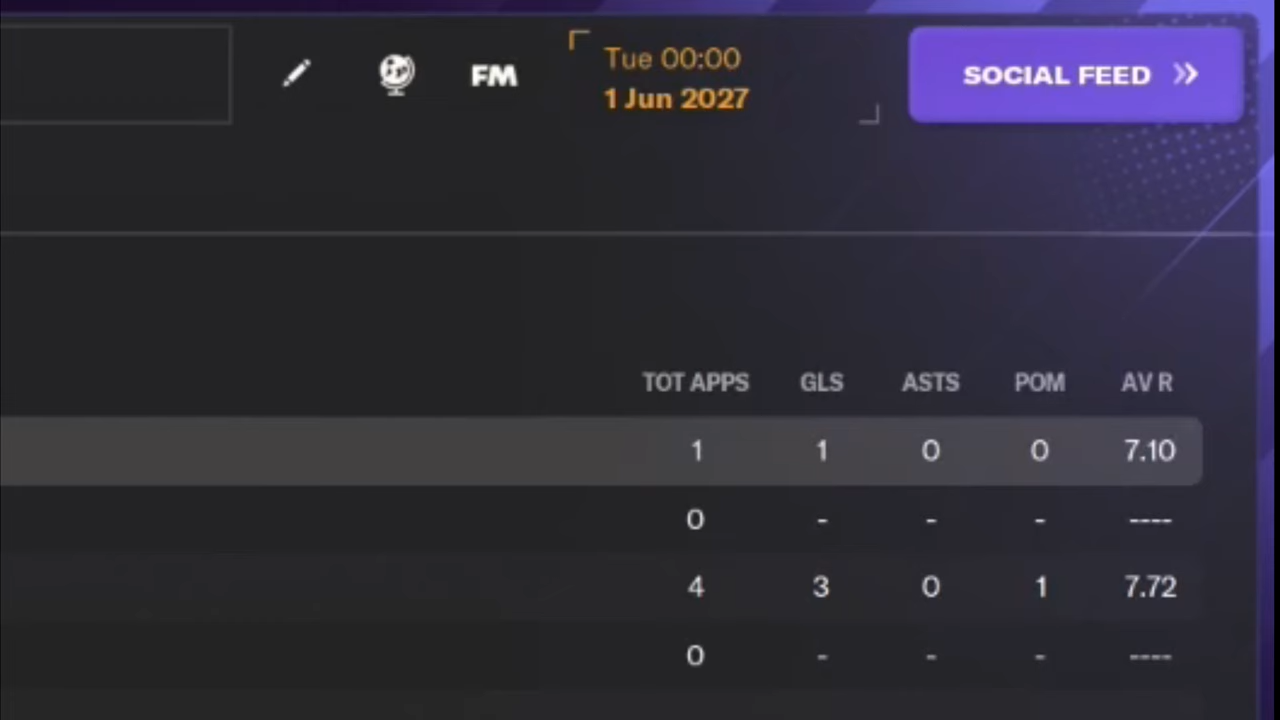 FM
Tue 00:00
1 Jun 2027
SOCIAL FEED
TOT APPS GLS ASTS POM AV R
1 1 0 0 7.10
0 - - - ----
4 3 0 1 7.72
0 - - - ----